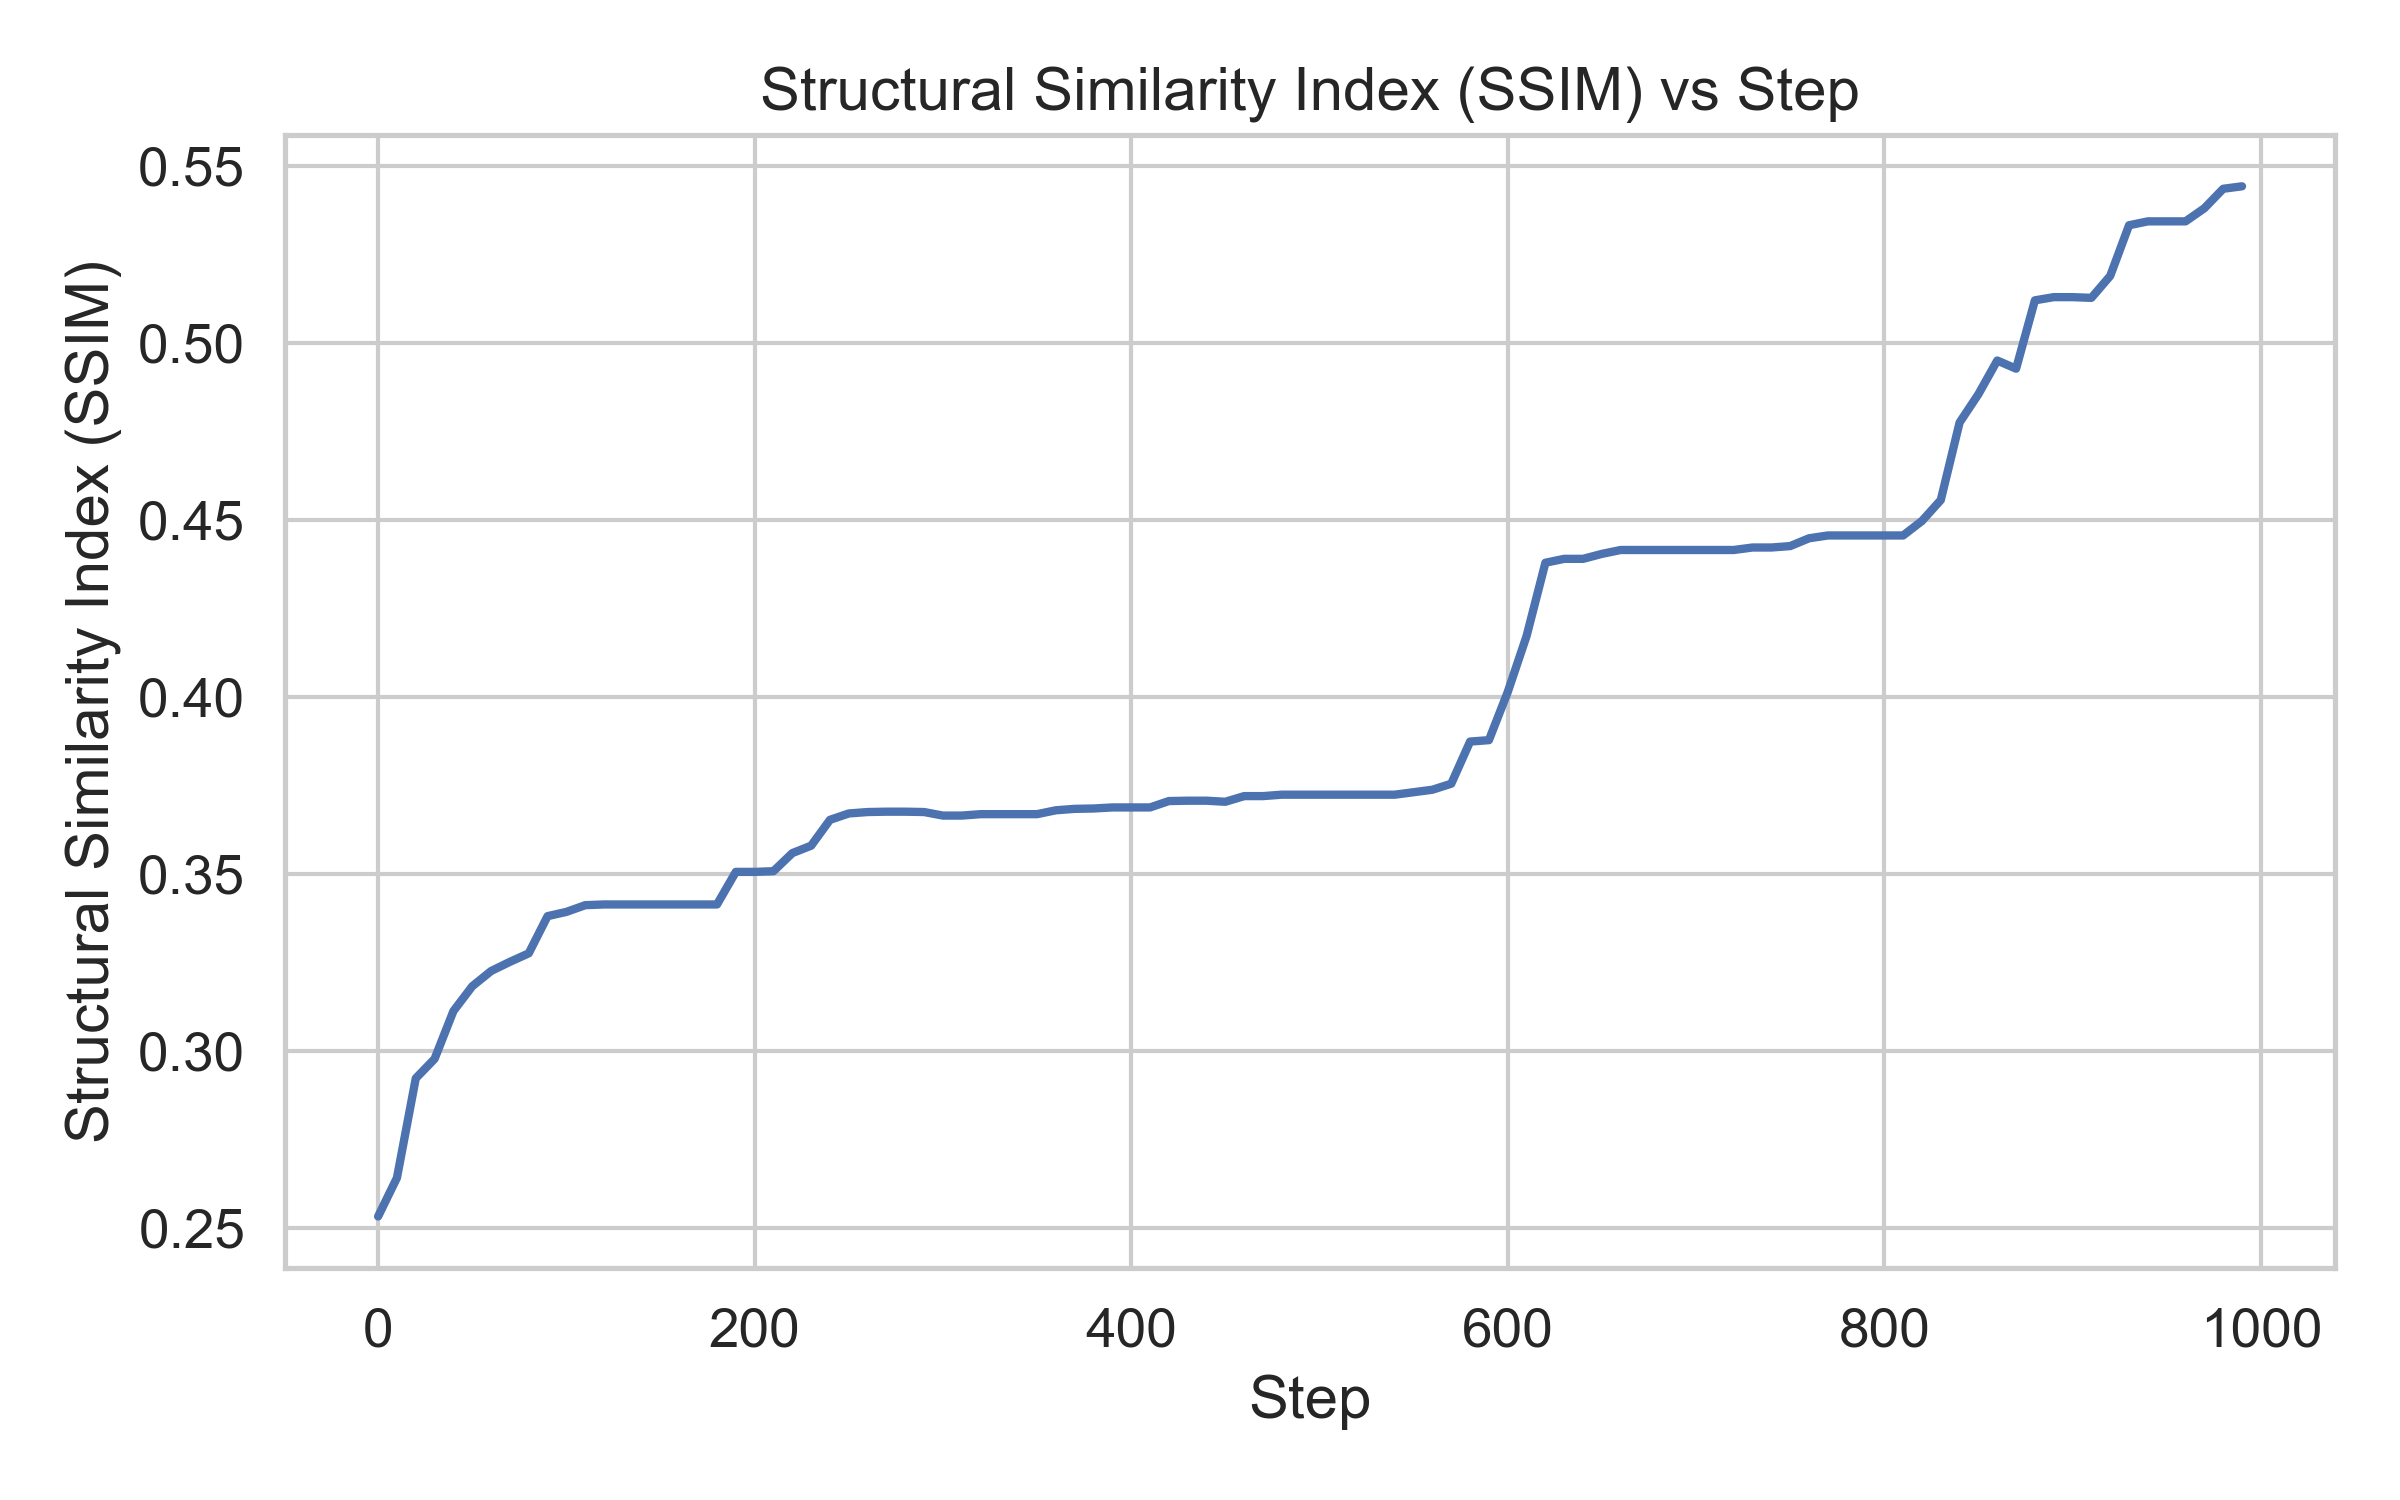 Structural Similarity Index (SSIM) vs Step
Structural Similarity Index (SSIM)
0.55
0.50
0.45
0.40
0.35
0.30
0.25
0 200 400 600 800 1000
Step